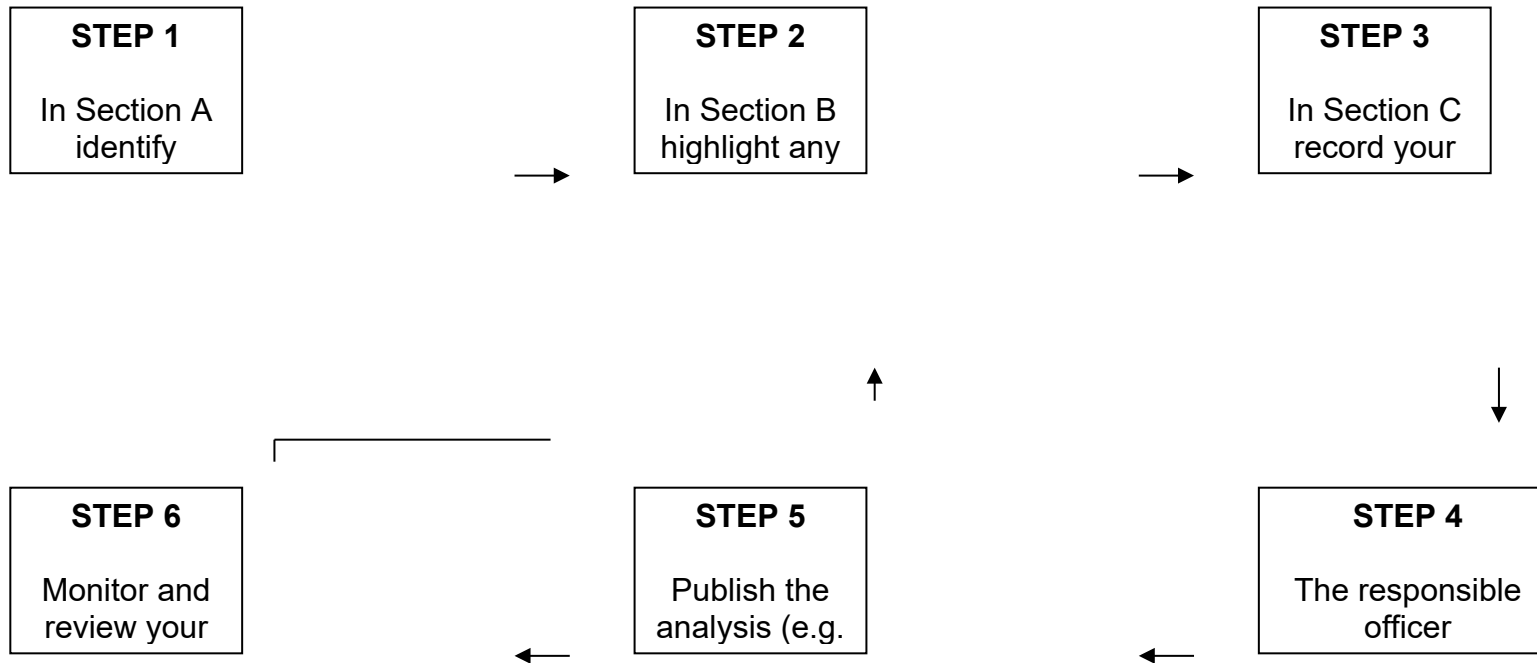 STEP 1
In Section A
identify
STEP 2
In Section B
highlight any
STEP 3
In Section C
record your
STEP 6
Monitor and
review your
STEP 5
Publish the
analysis (e.g.
STEP 4
The responsible
officer